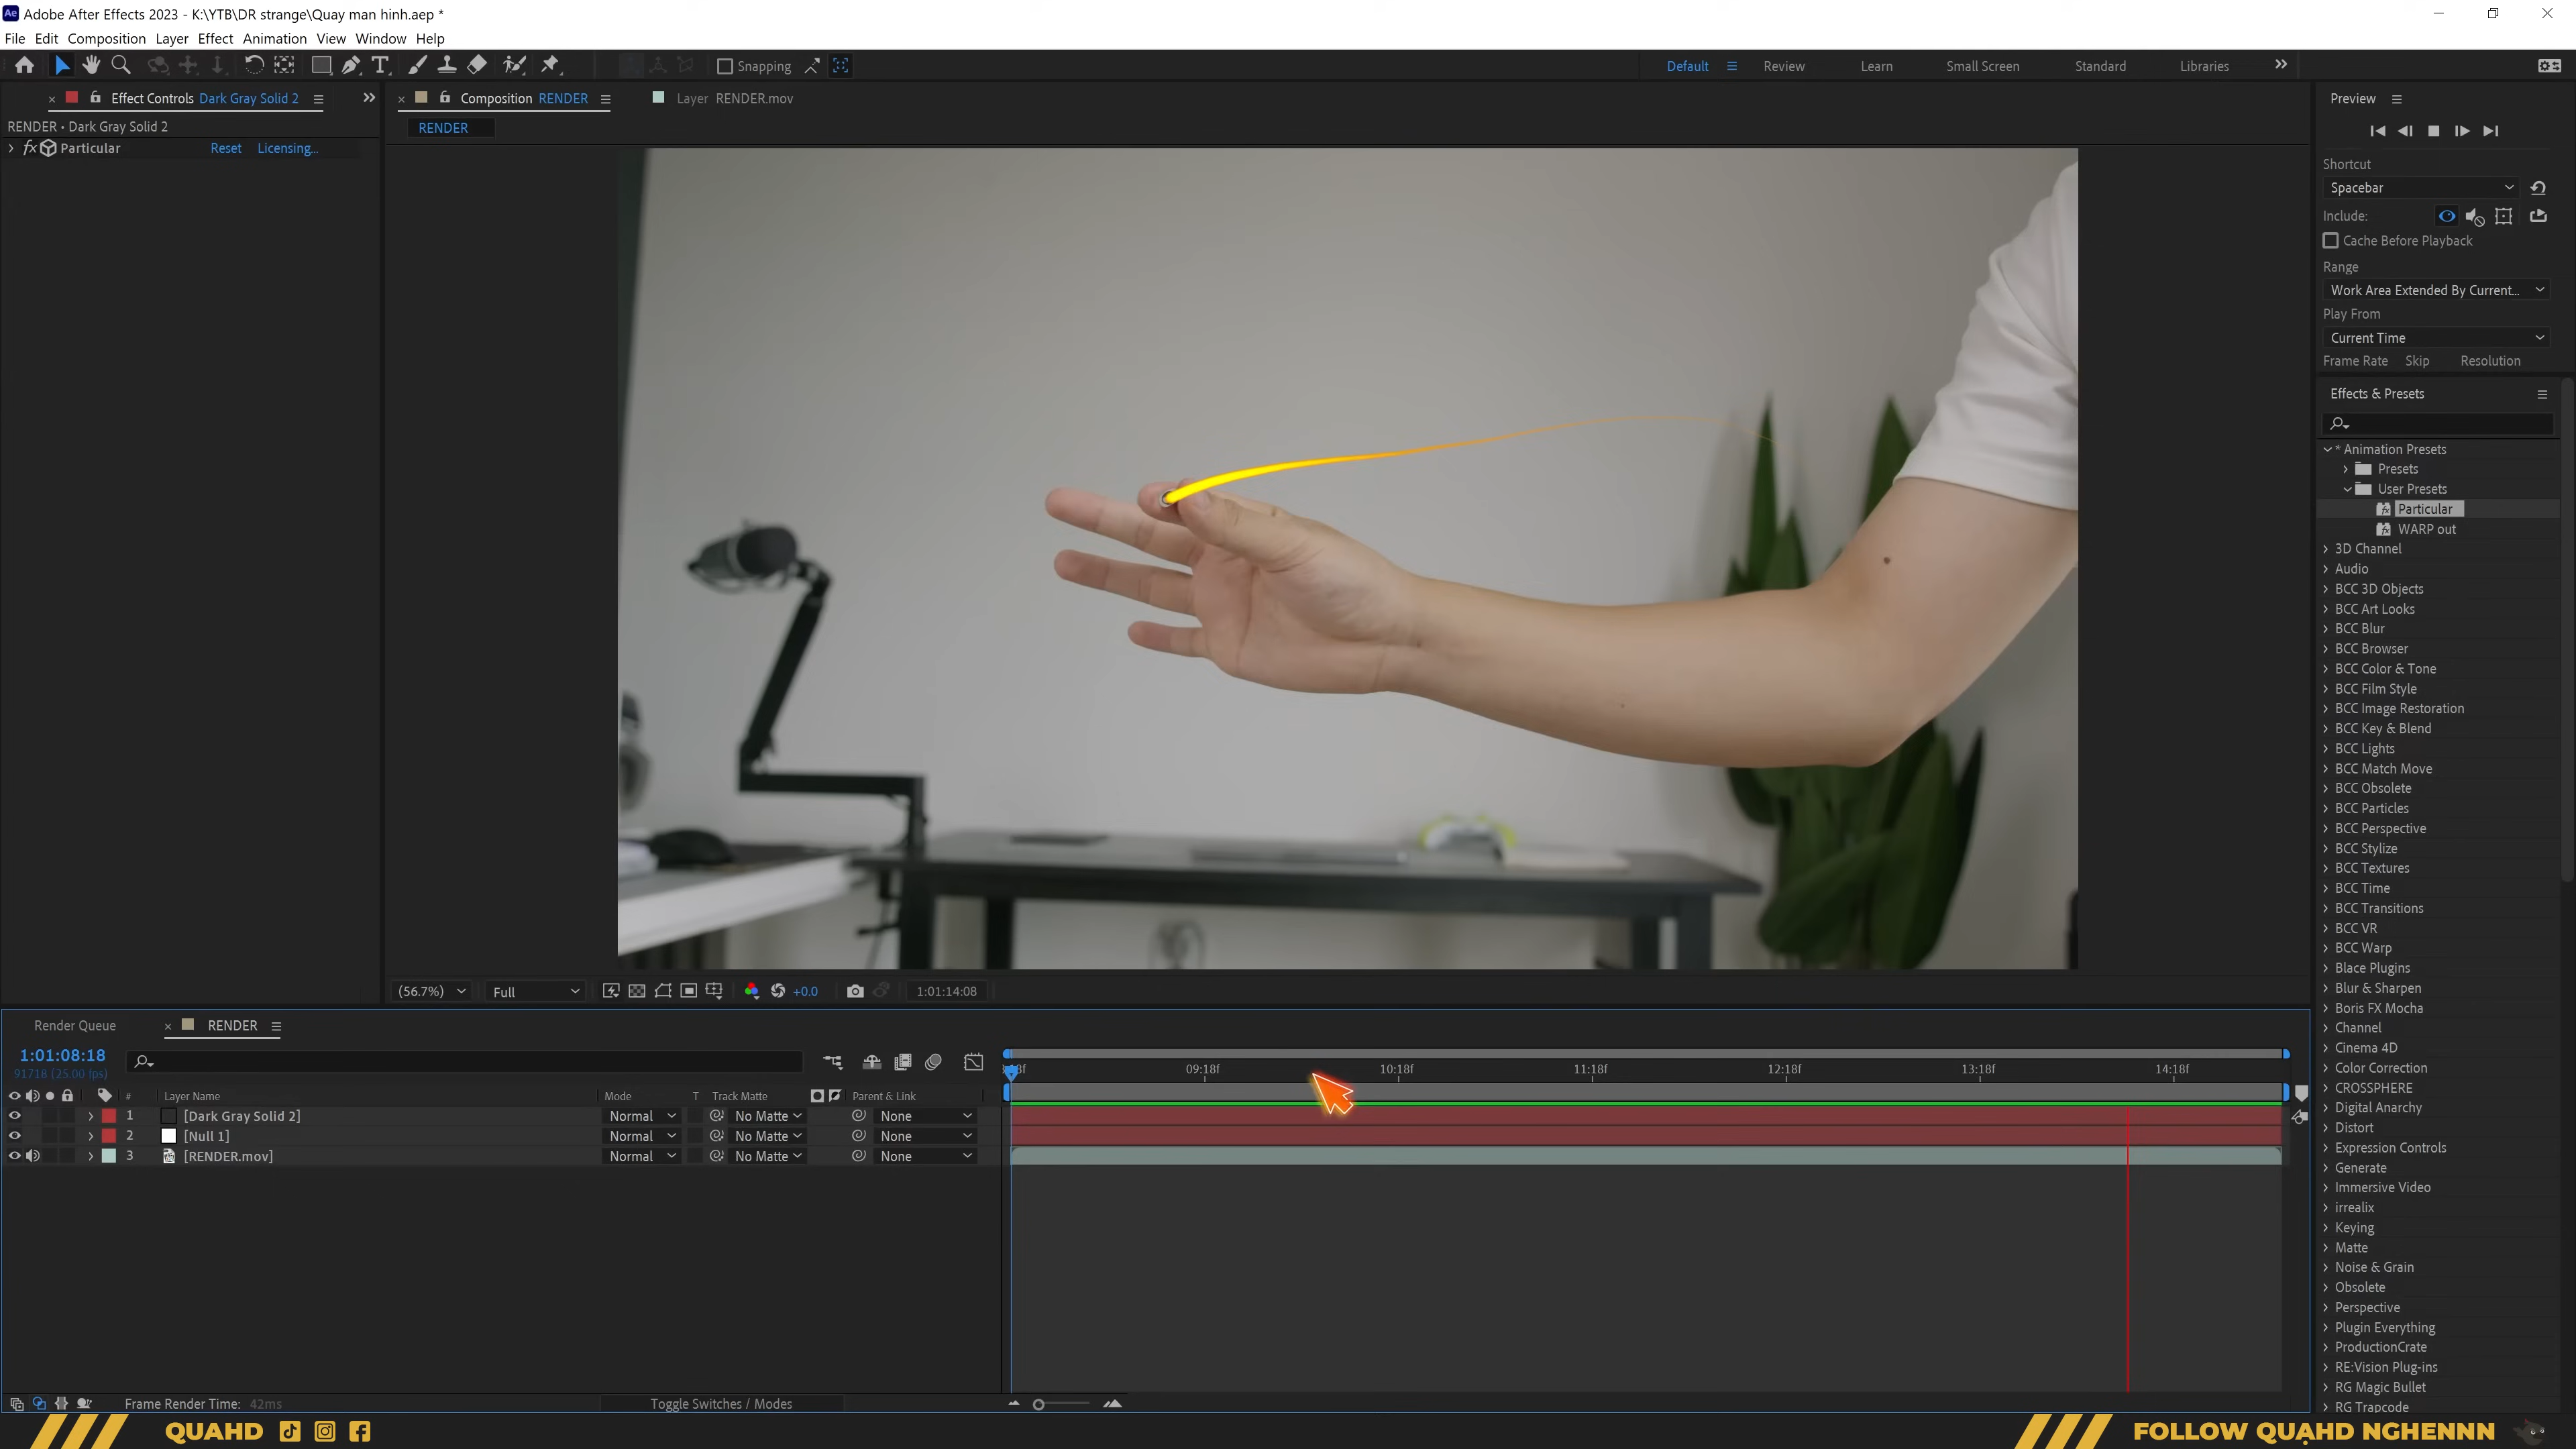 Adobe After Effects 2023 - K:\YTB\DR strange\Quay man hinh.aep *
File Edit Composition Layer Effect Animation View Window Help
Snapping
Default Review Learn Small Screen Standard Libraries
Effect Controls Dark Gray Solid 2
Composition RENDER
Layer RENDER.mov
Preview
RENDER • Dark Gray Solid 2
RENDER
fx Particular Reset Licensing...
Shortcut
Spacebar
Include:
Cache Before Playback
Range
Work Area Extended By Current...
Play From
Current Time
Frame Rate Skip Resolution
Effects & Presets
* Animation Presets
Presets
User Presets
Particular
WARP out
3D Channel
Audio
BCC 3D Objects
BCC Art Looks
BCC Blur
BCC Browser
BCC Color & Tone
BCC Film Style
BCC Image Restoration
BCC Key & Blend
BCC Lights
BCC Match Move
BCC Obsolete
BCC Particles
BCC Perspective
BCC Stylize
BCC Textures
BCC Time
BCC Transitions
BCC VR
BCC Warp
Blace Plugins
Blur & Sharpen
Boris FX Mocha
Channel
Cinema 4D
Color Correction
CROSSPHERE
Digital Anarchy
Distort
Expression Controls
Generate
Immersive Video
irrealix
Keying
Matte
Noise & Grain
Obsolete
Perspective
Plugin Everything
ProductionCrate
RE:Vision Plug-ins
RG Magic Bullet
RG Trapcode
(56.7%) Full +0.0 1:01:14:08
Render Queue RENDER
1:01:08:18
91718 (25.00 fps)
09:18f 10:18f 11:18f 12:18f 13:18f 14:18f
# Layer Name Mode T Track Matte Parent & Link
1 [Dark Gray Solid 2] Normal No Matte None
2 [Null 1] Normal No Matte None
3 [RENDER.mov] Normal No Matte None
Frame Render Time: 42ms Toggle Switches / Modes
QUAHD
FOLLOW QUẠHD NGHENNN